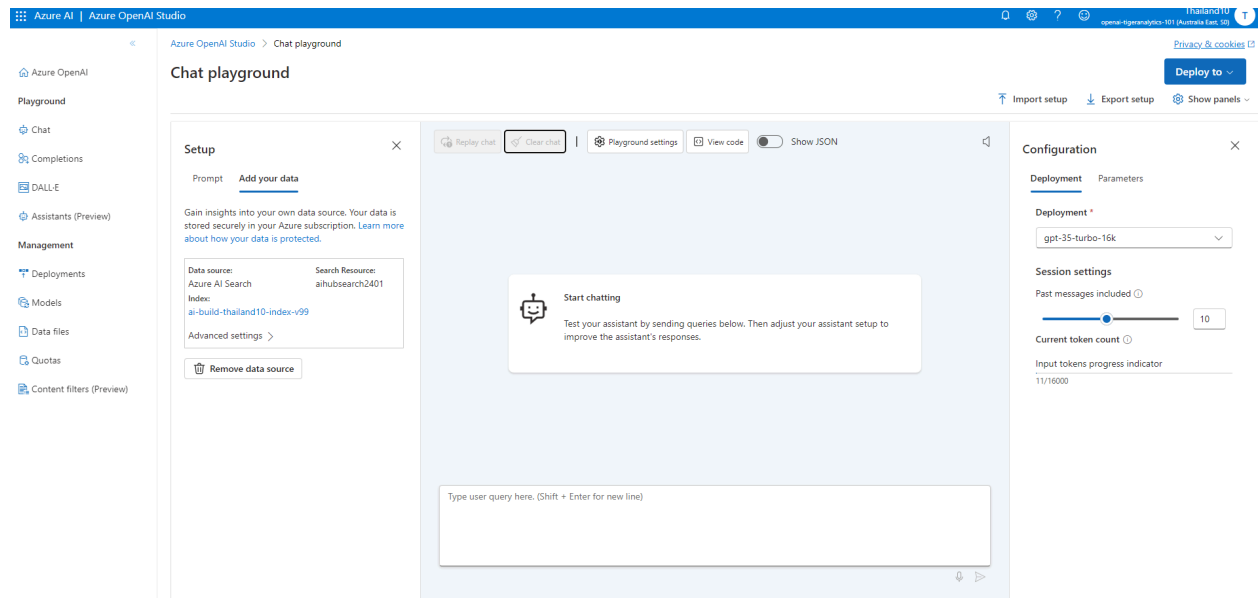 Azure AI | Azure OpenAI Studio
Thailand10
openai-tigeranalytics-101 (Australia East, S0)
T
Azure OpenAI Studio > Chat playground
Privacy & cookies
Chat playground
Deploy to
Import setup
Export setup
Show panels
Azure OpenAI
Playground
Chat
Completions
DALL·E
Assistants (Preview)
Management
Deployments
Models
Data files
Quotas
Content filters (Preview)
Setup
Prompt
Add your data
Gain insights into your own data source. Your data is
stored securely in your Azure subscription. Learn more
about how your data is protected.
Data source:
Search Resource:
Azure AI Search
aihubsearch2401
Index:
ai-build-thailand10-index-v99
Advanced settings
Remove data source
Replay chat
Clear chat
Playground settings
View code
Show JSON
Start chatting
Test your assistant by sending queries below. Then adjust your assistant setup to
improve the assistant's responses.
Type user query here. (Shift + Enter for new line)
Configuration
Deployment
Parameters
Deployment *
gpt-35-turbo-16k
Session settings
Past messages included
10
Current token count
Input tokens progress indicator
11/16000